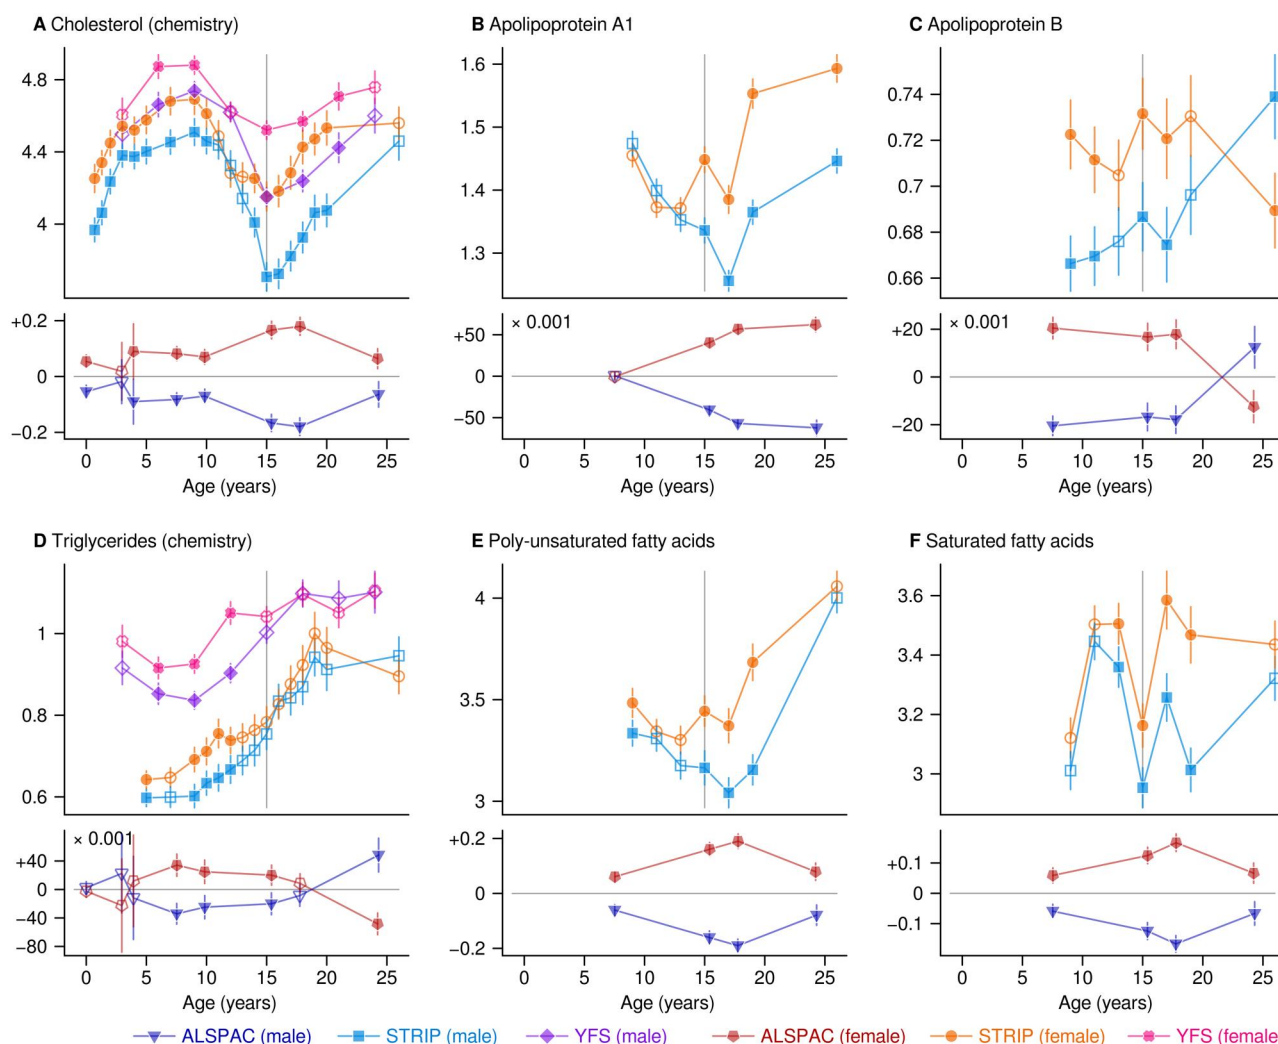 A Cholesterol (chemistry)
B Apolipoprotein A1
C Apolipoprotein B
4.8
4.4
4
1.6
1.5
1.4
1.3
0.74
0.72
0.7
0.68
0.66
+0.2
0
−0.2
× 0.001
+50
0
−50
× 0.001
+20
0
−20
0 5 10 15 20 25
0 5 10 15 20 25
0 5 10 15 20 25
Age (years)
Age (years)
Age (years)
D Triglycerides (chemistry)
E Poly-unsaturated fatty acids
F Saturated fatty acids
1
0.8
0.6
4
3.5
3
3.6
3.4
3.2
3
× 0.001
+40
0
−40
−80
+0.2
0
−0.2
+0.1
0
−0.1
0 5 10 15 20 25
0 5 10 15 20 25
0 5 10 15 20 25
Age (years)
Age (years)
Age (years)
ALSPAC (male) STRIP (male) YFS (male) ALSPAC (female) STRIP (female) YFS (female